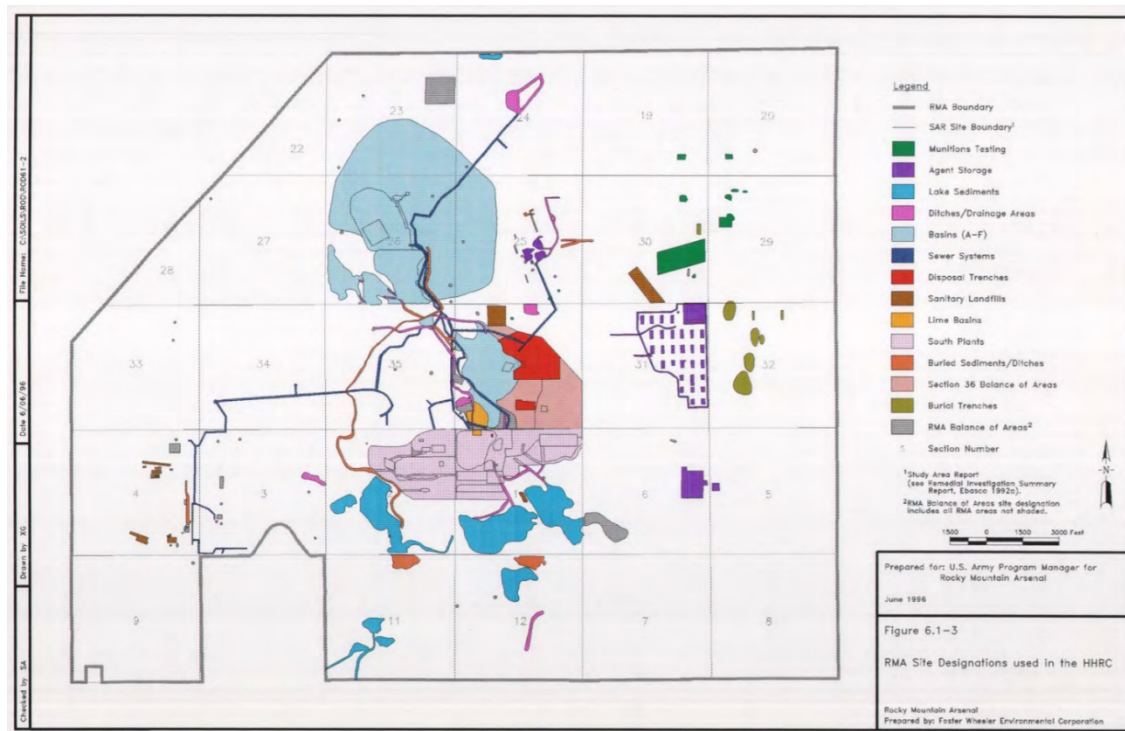 Legend
RMA Boundary
SAR Site Boundary¹
Munitions Testing
Agent Storage
Lake Sediments
Ditches/Drainage Areas
Basins (A-F)
Sewer Systems
Disposal Trenches
Sanitary Landfills
Lime Basins
South Plants
Buried Sediments/Ditches
Section 36 Balance of Areas
Burial Trenches
RMA Balance of Areas²
5 Section Number
¹Study Area Report
(see Remedial Investigation Summary
Report, Ebasco 1992a).
²RMA Balance of Areas site designation
includes all RMA areas not shaded.
-N-
1500 0 1500 3000 Feet
Prepared for: U.S. Army Program Manager for
Rocky Mountain Arsenal
June 1996
Figure 6.1-3
RMA Site Designations used in the HHRC
Rocky Mountain Arsenal
Prepared by: Foster Wheeler Environmental Corporation
Date 6/06/96
Drawn by XG
Checked by SA
22
23
24
19
29
28
27
26
25
30
29
33
34
35
31
32
4
3
1
6
5
9
11
12
7
8